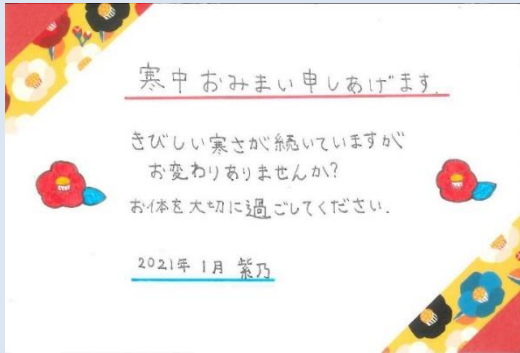 寒中おみまい申しあげます.
きびしい寒さが続いていますが
お変わりありませんか?
お体を大切に過ごしてください.
2021年1月 紫乃